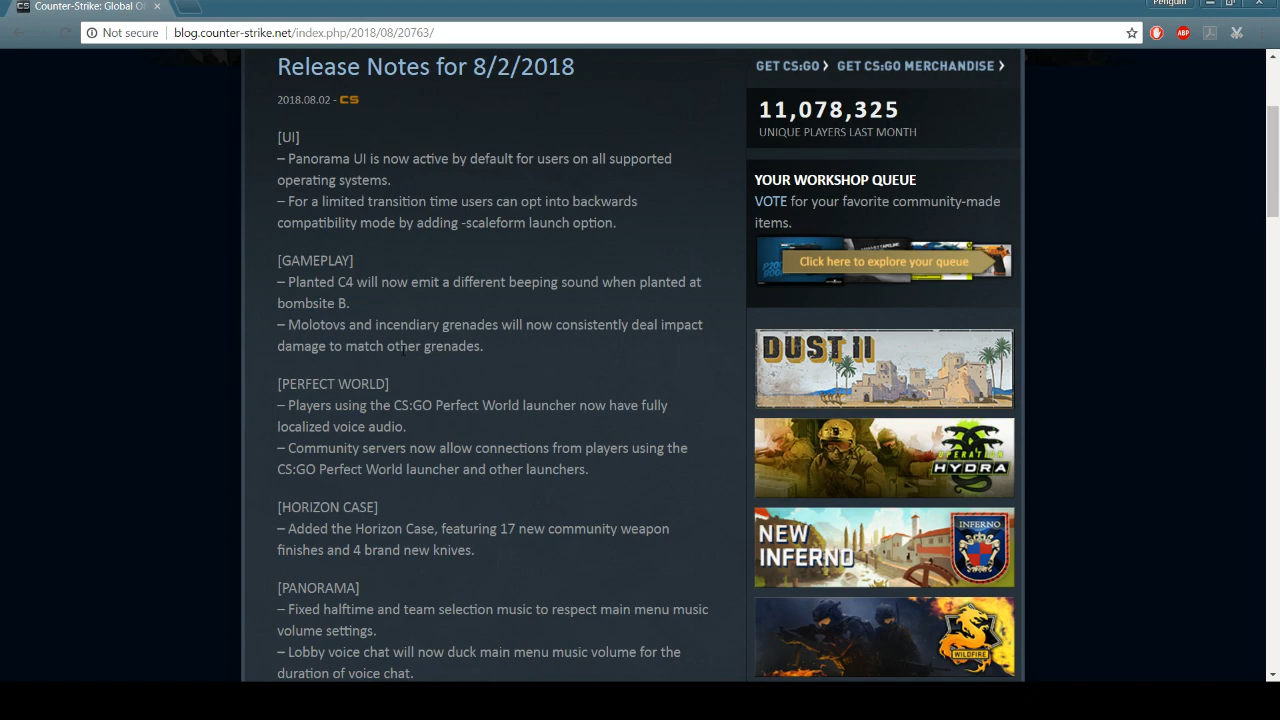 Counter-Strike: Global O
Penguin
Not secure
blog.counter-strike.net/index.php/2018/08/20763/
ABP
Release Notes for 8/2/2018
2018.08.02 - CS
[UI]
– Panorama UI is now active by default for users on all supported
operating systems.
– For a limited transition time users can opt into backwards
compatibility mode by adding -scaleform launch option.
[GAMEPLAY]
– Planted C4 will now emit a different beeping sound when planted at
bombsite B.
– Molotovs and incendiary grenades will now consistently deal impact
damage to match other grenades.
[PERFECT WORLD]
– Players using the CS:GO Perfect World launcher now have fully
localized voice audio.
– Community servers now allow connections from players using the
CS:GO Perfect World launcher and other launchers.
[HORIZON CASE]
– Added the Horizon Case, featuring 17 new community weapon
finishes and 4 brand new knives.
[PANORAMA]
– Fixed halftime and team selection music to respect main menu music
volume settings.
– Lobby voice chat will now duck main menu music volume for the
duration of voice chat.
GET CS:GO
GET CS:GO MERCHANDISE
11,078,325
UNIQUE PLAYERS LAST MONTH
YOUR WORKSHOP QUEUE
VOTE for your favorite community-made
items.
Click here to explore your queue
DUST II
OPERATION
HYDRA
NEW
INFERNO
INFERNO
WILDFIRE